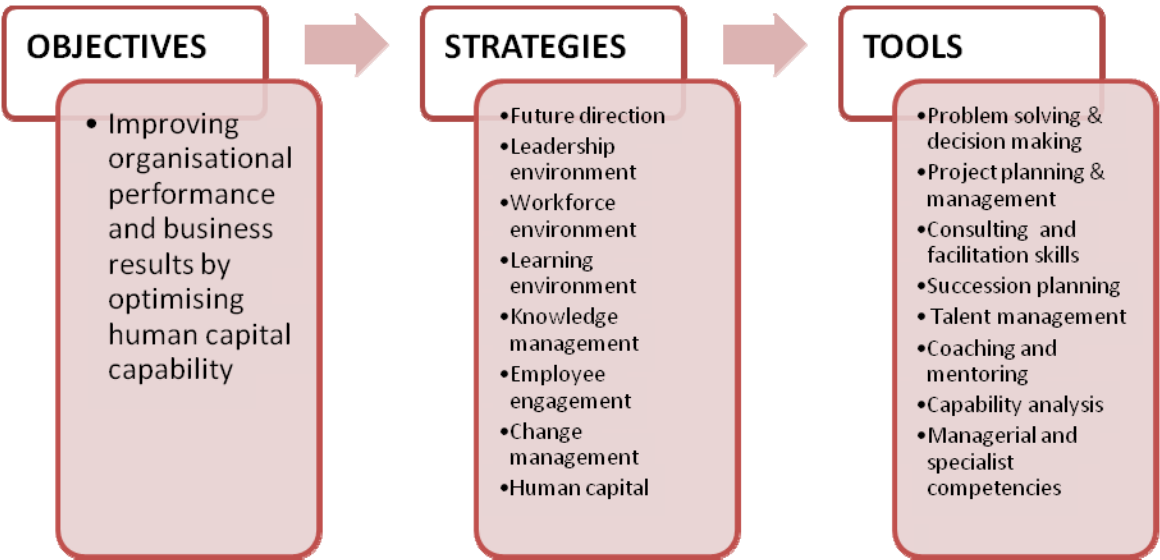 OBJECTIVES
• Improving
organisational
performance
and business
results by
optimising
human capital
capability
STRATEGIES
•Future direction
•Leadership
environment
•Workforce
environment
•Learning
environment
•Knowledge
management
•Employee
engagement
•Change
management
•Human capital
TOOLS
•Problem solving &
decision making
•Project planning &
management
•Consulting and
facilitation skills
•Succession planning
•Talent management
•Coaching and
mentoring
•Capability analysis
•Managerial and
specialist
competencies